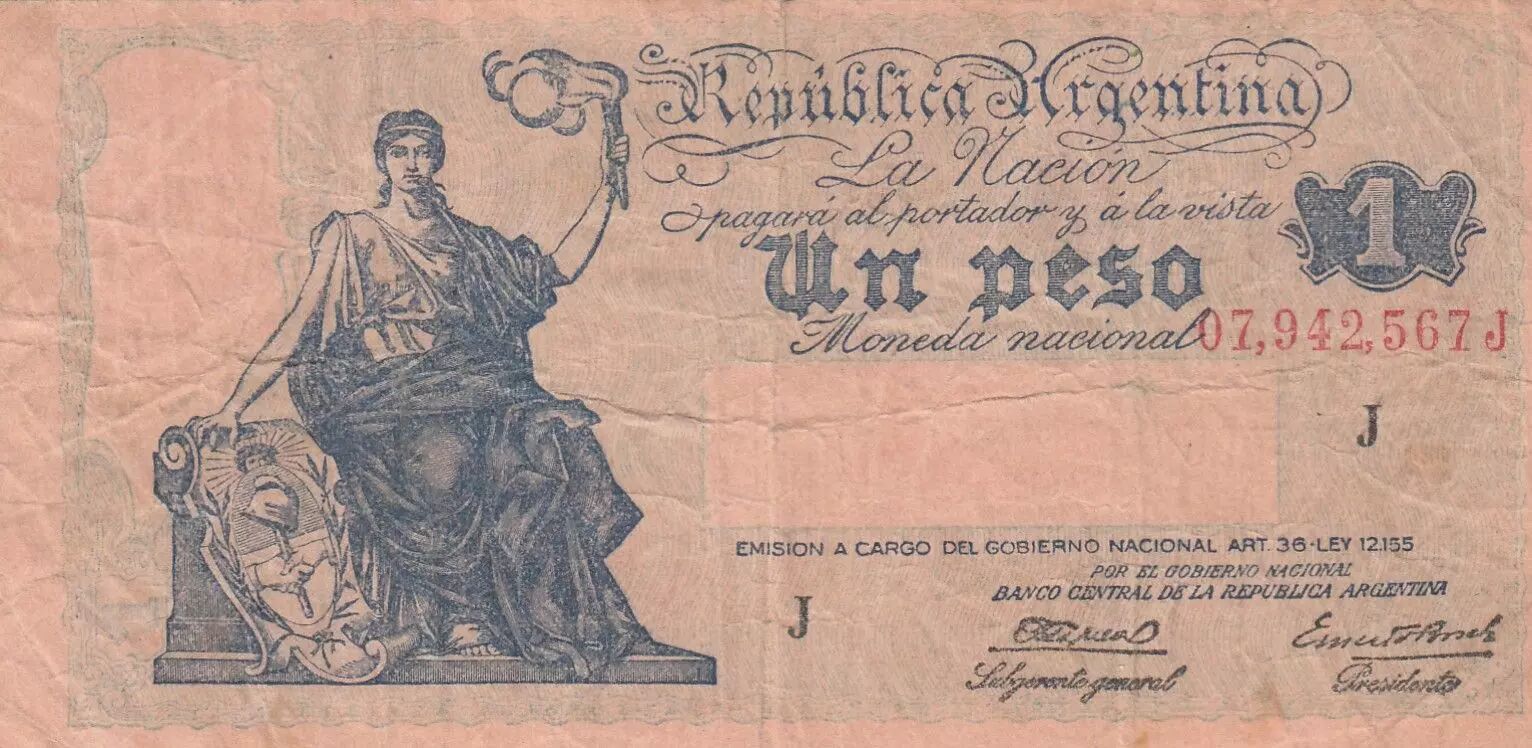 República Argentina
La Nación
pagará al portador y á la vista
1
Un peso
Moneda nacional
07,942,567 J
J
EMISION A CARGO DEL GOBIERNO NACIONAL ART. 36-LEY 12.155
POR EL GOBIERNO NACIONAL
BANCO CENTRAL DE LA REPUBLICA ARGENTINA
J
Ernesto Bosch
Subgerente general
Presidente